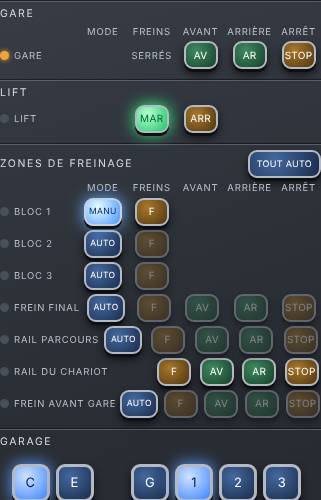 GARE
MODE FREINS AVANT ARRIÈRE ARRÊT
GARE SERRÉS AV AR STOP
LIFT
LIFT MAR ARR
ZONES DE FREINAGE TOUT AUTO
MODE FREINS AVANT ARRIÈRE ARRÊT
BLOC 1 MANU F
BLOC 2 AUTO F
BLOC 3 AUTO F
FREIN FINAL AUTO F AV AR STOP
RAIL PARCOURS AUTO F AV AR STOP
RAIL DU CHARIOT F AV AR STOP
FREIN AVANT GARE AUTO F AV AR STOP
GARAGE
C E G 1 2 3